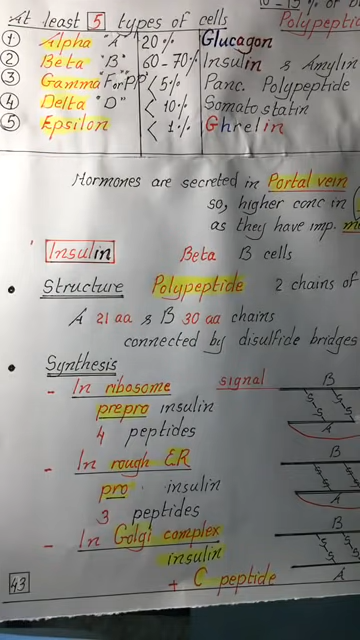 10-15 % of
At least 5 types of cells Polypeptide
1 Alpha "A" 20 % Glucagon
2 Beta "B" 60-70 % Insulin & Amylin
3 Gamma "F or PP" < 5% Panc. Polypeptide
4 Delta "D" < 10% Somatostatin
5 Epsilon < 1% Ghrelin
Hormones are secreted in Portal vein
so, higher conc in
as they have imp.
Insulin Beta B cells
• Structure Polypeptide 2 chains of
A 21 aa & B 30 aa chains
connected by disulfide bridges
• Synthesis
- In ribosome signal B
prepro insulin S S S S
4 peptides A
- In rough ER B
pro insulin S S S S
3 peptides A
- In Golgi complex B
insulin S S S S
+ C peptide A
43